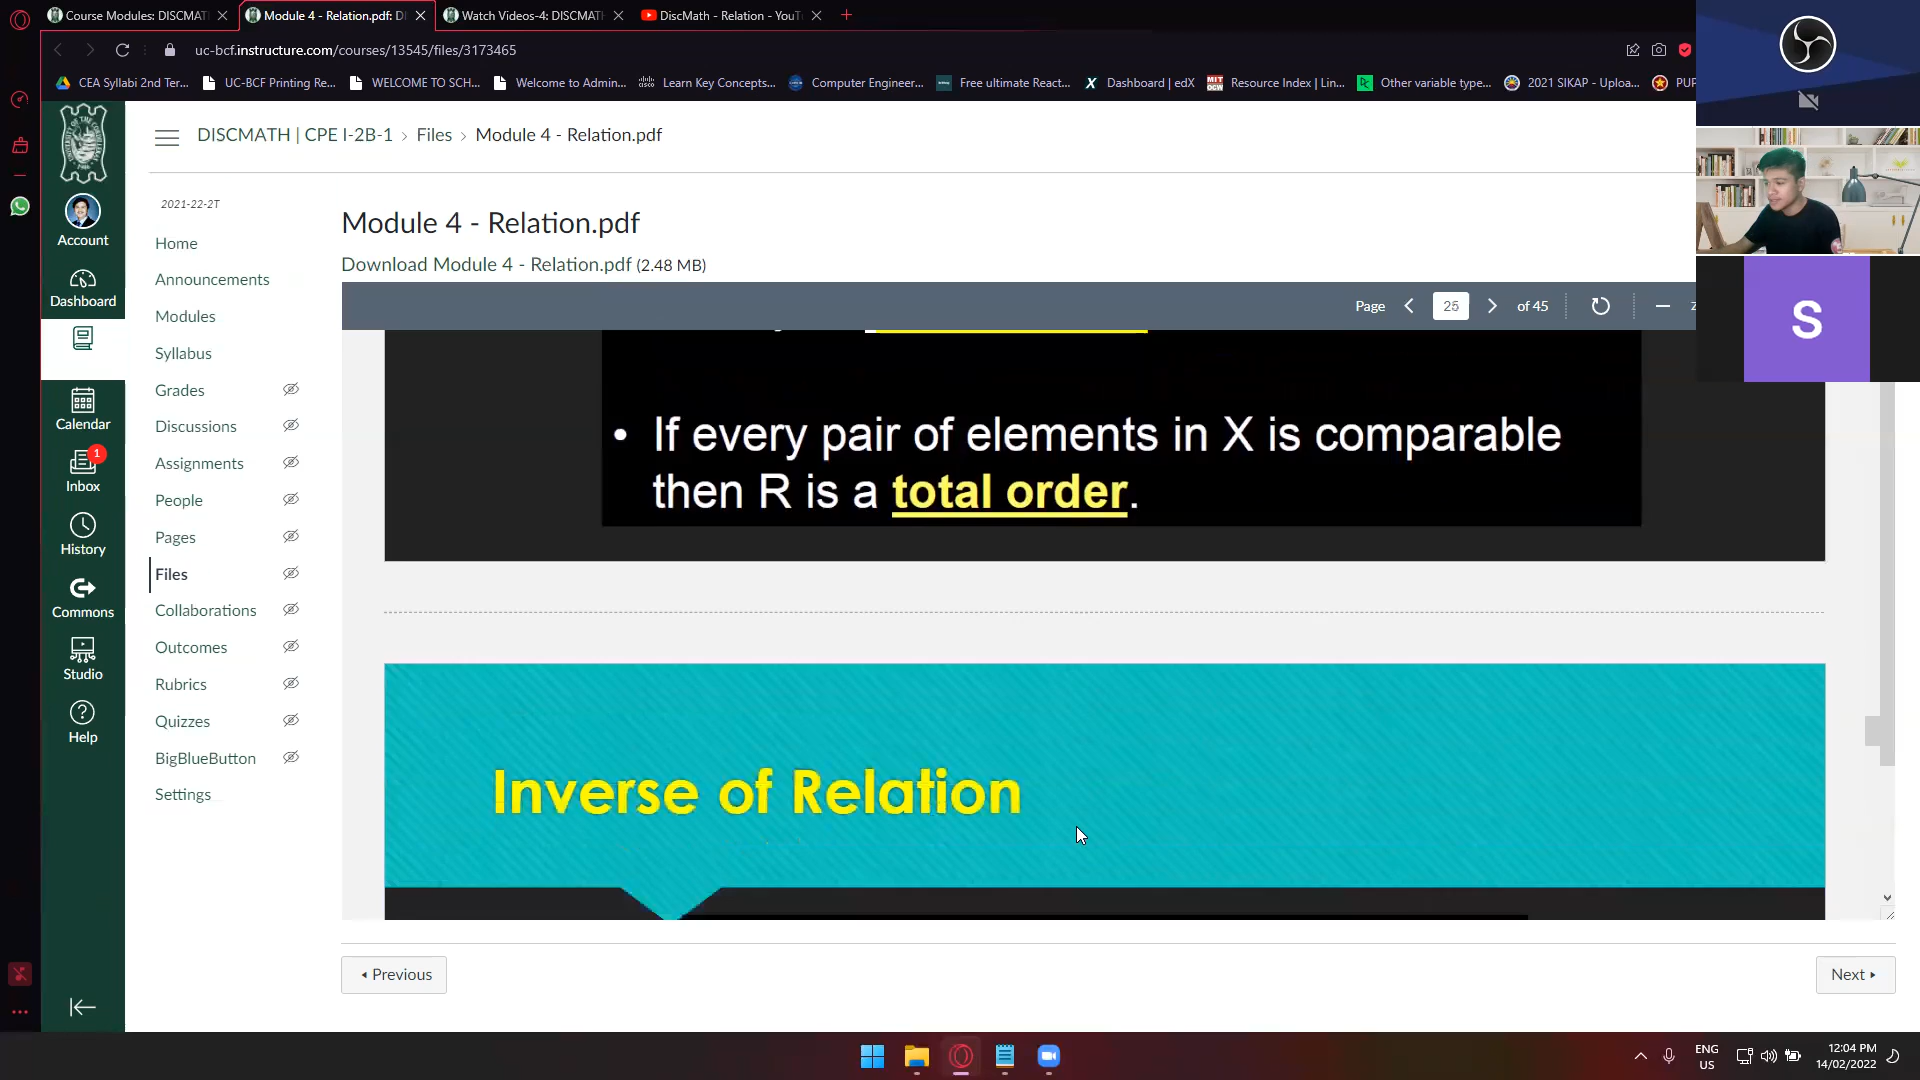 Course Modules: DISCMAT
Module 4 - Relation.pdf: D
Watch Videos-4: DISCMATH
DiscMath - Relation - YouT
uc-bcf.instructure.com/courses/13545/files/3173465
CEA Syllabi 2nd Ter...
UC-BCF Printing Re...
WELCOME TO SCH...
Welcome to Admin...
Learn Key Concepts...
Computer Engineer...
Free ultimate React...
Dashboard | edX
Resource Index | Lin...
Other variable type...
2021 SIKAP - Uploa...
PUP
DISCMATH | CPE I-2B-1 › Files › Module 4 - Relation.pdf
Account
Dashboard
Calendar
1
Inbox
History
Commons
Studio
Help
2021-22-2T
Home
Announcements
Modules
Syllabus
Grades
Discussions
Assignments
People
Pages
Files
Collaborations
Outcomes
Rubrics
Quizzes
BigBlueButton
Settings
Module 4 - Relation.pdf
Download Module 4 - Relation.pdf (2.48 MB)
Page 25 of 45
• If every pair of elements in X is comparable
then R is a total order.
Inverse of Relation
Previous
Next
S
ENG
US
12:04 PM
14/02/2022